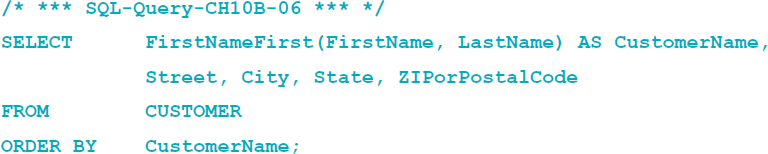 /* *** SQL-Query-CH10B-06 *** */
SELECT FirstNameFirst(FirstName, LastName) AS CustomerName,
Street, City, State, ZIPorPostalCode
FROM CUSTOMER
ORDER BY CustomerName;